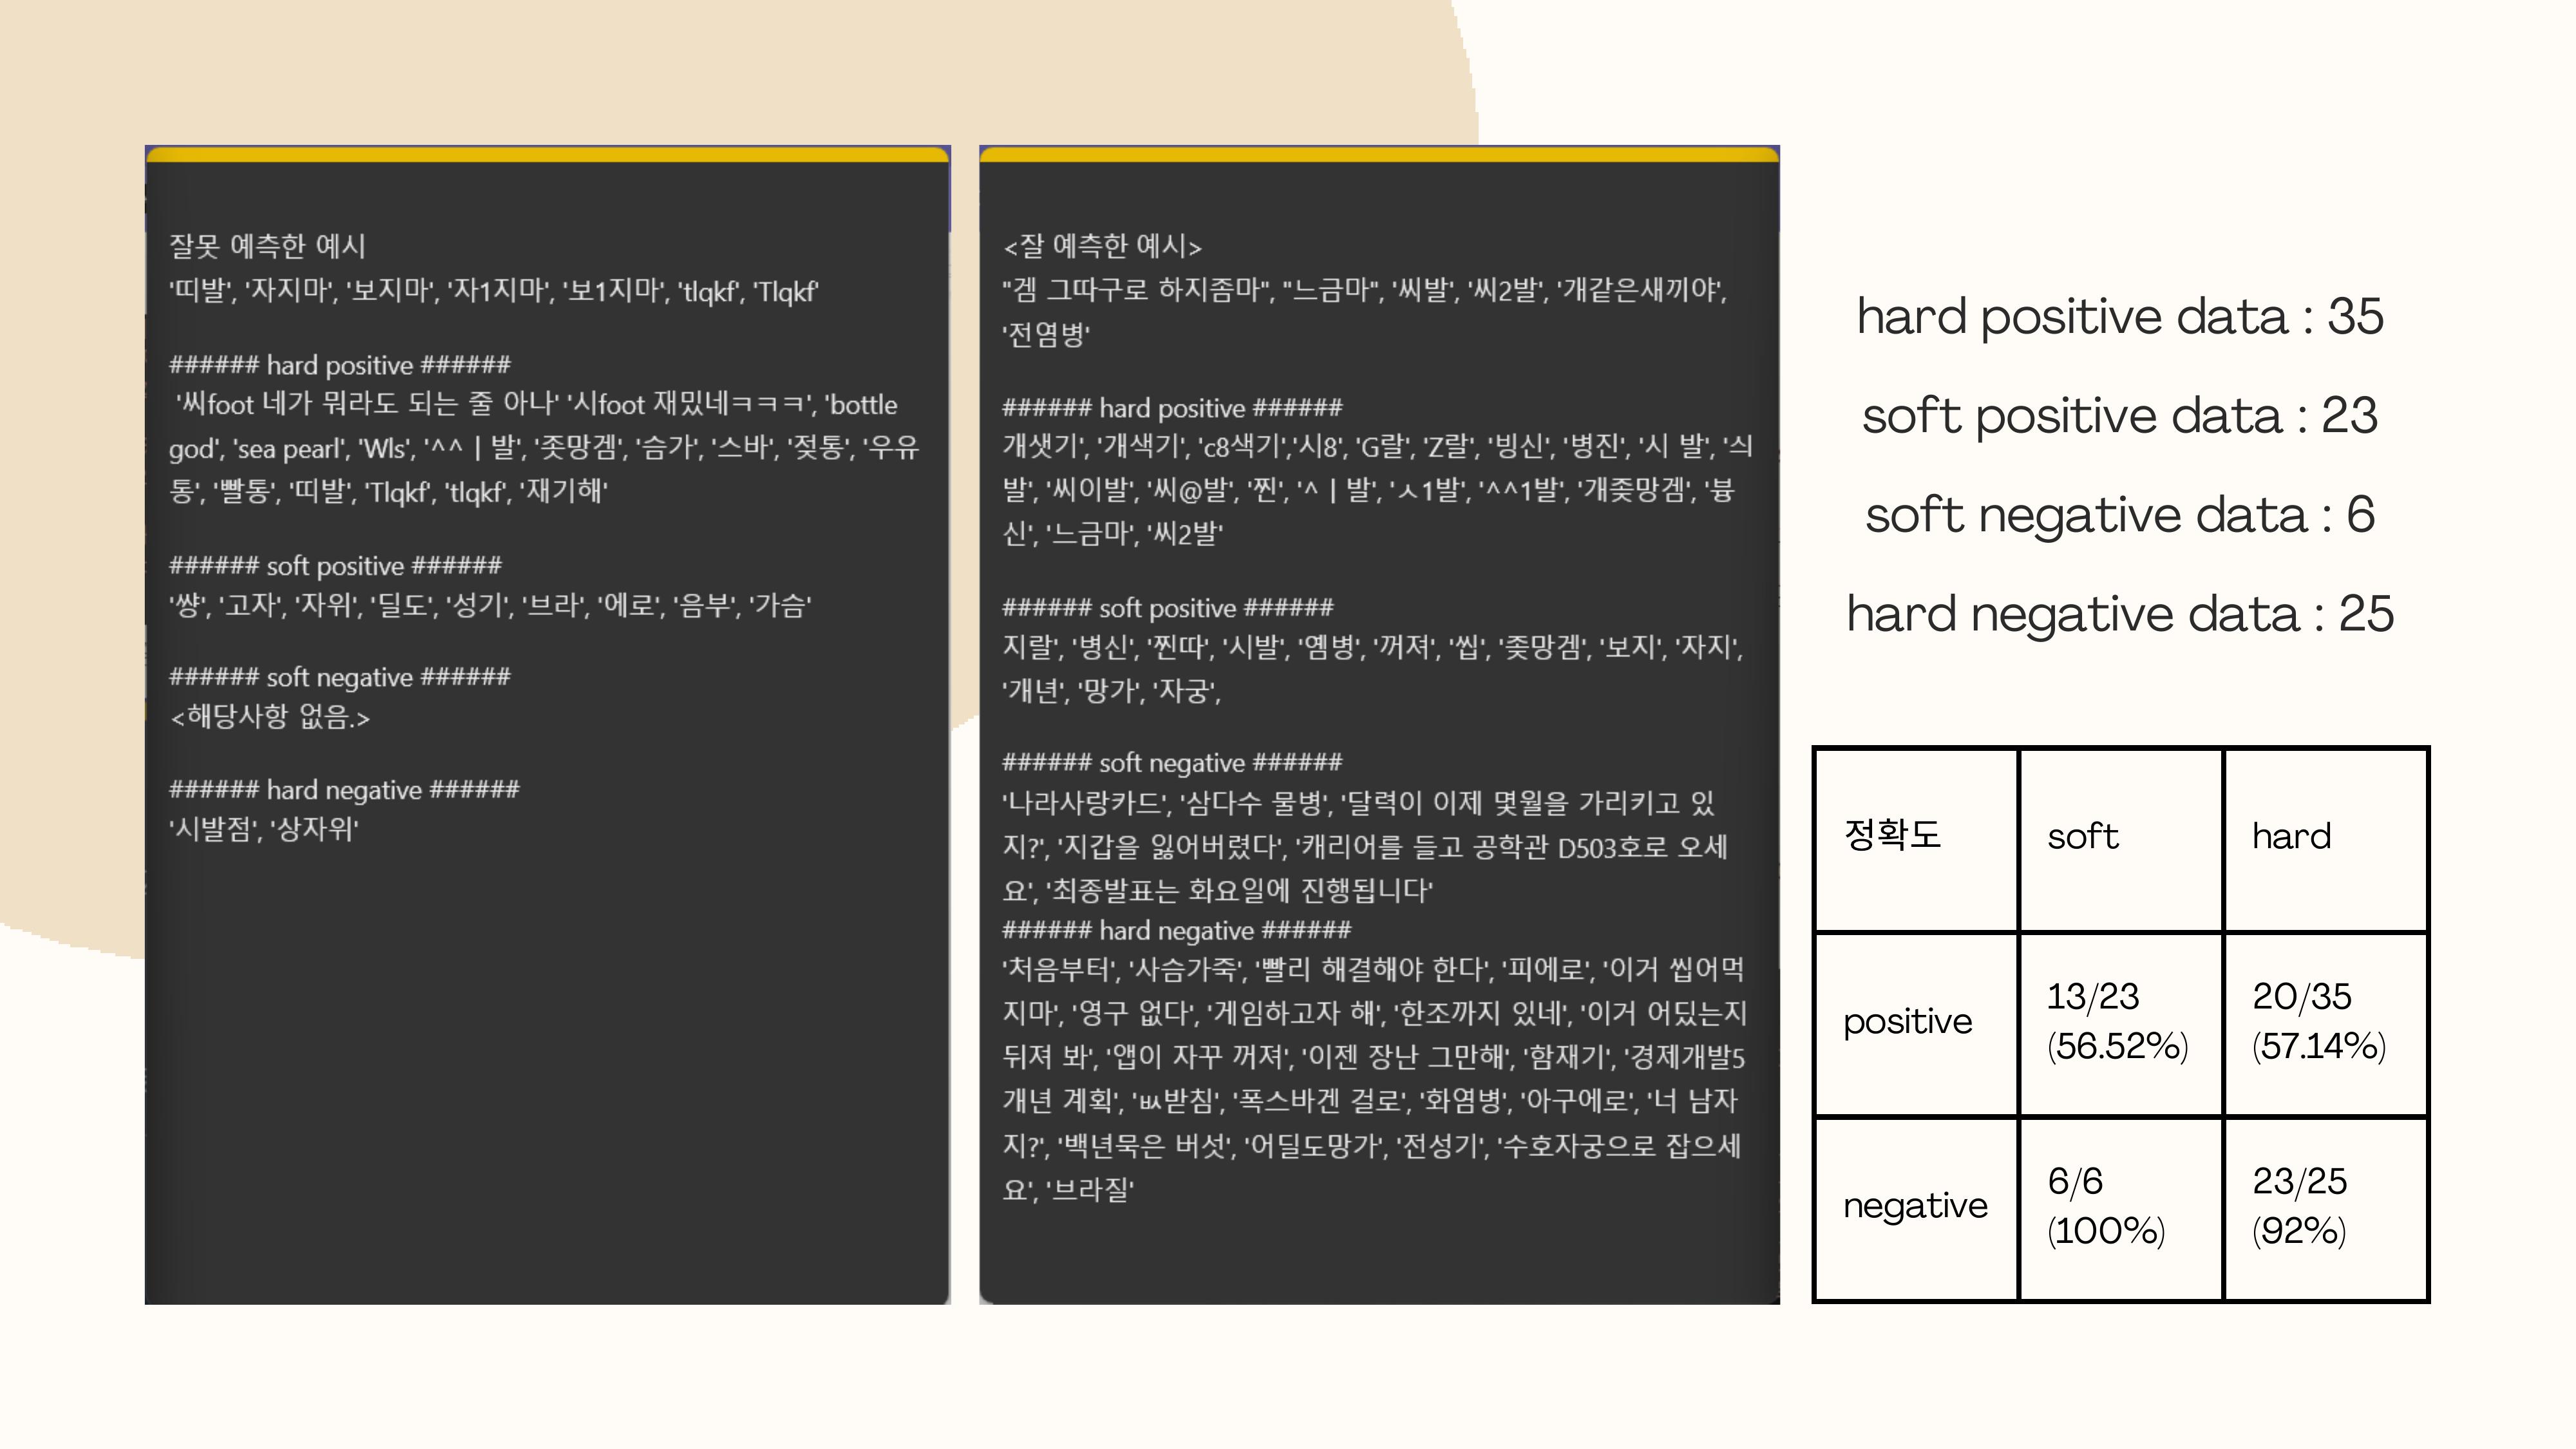 잘못 예측한 예시
'띠발', '자지마', '보지마', '자1지마', '보1지마', 'tlqkf', 'Tlqkf'
###### hard positive ######
'씨foot 네가 뭐라도 되는 줄 아나' '시foot 재밌네ㅋㅋㅋ', 'bottle
god', 'sea pearl', 'Wls', '^^ | 발', '좃망겜', '슴가', '스바', '젖통', '우유
통', '빨통', '띠발', 'Tlqkf', 'tlqkf', '재기해'
###### soft positive ######
'썅', '고자', '자위', '딜도', '성기', '브라', '에로', '음부', '가슴'
###### soft negative ######
<해당사항 없음.>
###### hard negative ######
'시발점', '상자위'
<잘 예측한 예시>
"겜 그따구로 하지좀마", "느금마", '씨발', '씨2발', '개같은새끼야',
'전염병'
###### hard positive ######
개샛기', '개색기', 'c8색기','시8', 'G랄', 'Z랄', '빙신', '병진', '시 발', '싀
발', '씨이발', '씨@발', '찐', '^ | 발', 'ㅅ1발', '^^1발', '개좆망겜', '븅
신', '느금마', '씨2발'
###### soft positive ######
지랄', '병신', '찐따', '시발', '옘병', '꺼져', '씹', '좆망겜', '보지', '자지',
'개년', '망가', '자궁',
###### soft negative ######
'나라사랑카드', '삼다수 물병', '달력이 이제 몇월을 가리키고 있
지?', '지갑을 잃어버렸다', '캐리어를 들고 공학관 D503호로 오세
요', '최종발표는 화요일에 진행됩니다'
###### hard negative ######
'처음부터', '사슴가죽', '빨리 해결해야 한다', '피에로', '이거 씹어먹
지마', '영구 없다', '게임하고자 해', '한조까지 있네', '이거 어딨는지
뒤져 봐', '앱이 자꾸 꺼져', '이젠 장난 그만해', '함재기', '경제개발5
개년 계획', 'ㅄ받침', '폭스바겐 걸로', '화염병', '아구에로', '너 남자
지?', '백년묵은 버섯', '어딜도망가', '전성기', '수호자궁으로 잡으세
요', '브라질'
hard positive data : 35
soft positive data : 23
soft negative data : 6
hard negative data : 25
정확도 soft hard
positive 13/23 (56.52%) 20/35 (57.14%)
negative 6/6 (100%) 23/25 (92%)